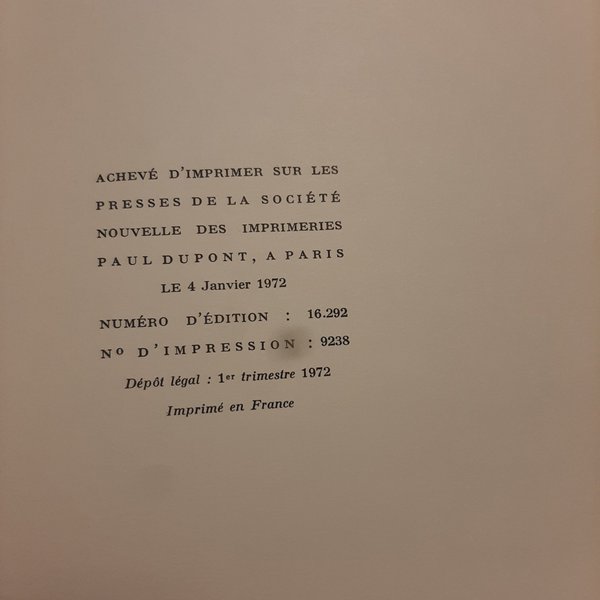 ACHEVÉ D'IMPRIMER SUR LES
PRESSES DE LA SOCIÉTÉ
NOUVELLE DES IMPRIMERIES
PAUL DUPONT, A PARIS
LE 4 Janvier 1972
NUMÉRO D'ÉDITION : 16.292
Nº D'IMPRESSION : 9238
Dépôt légal : 1er trimestre 1972
Imprimé en France